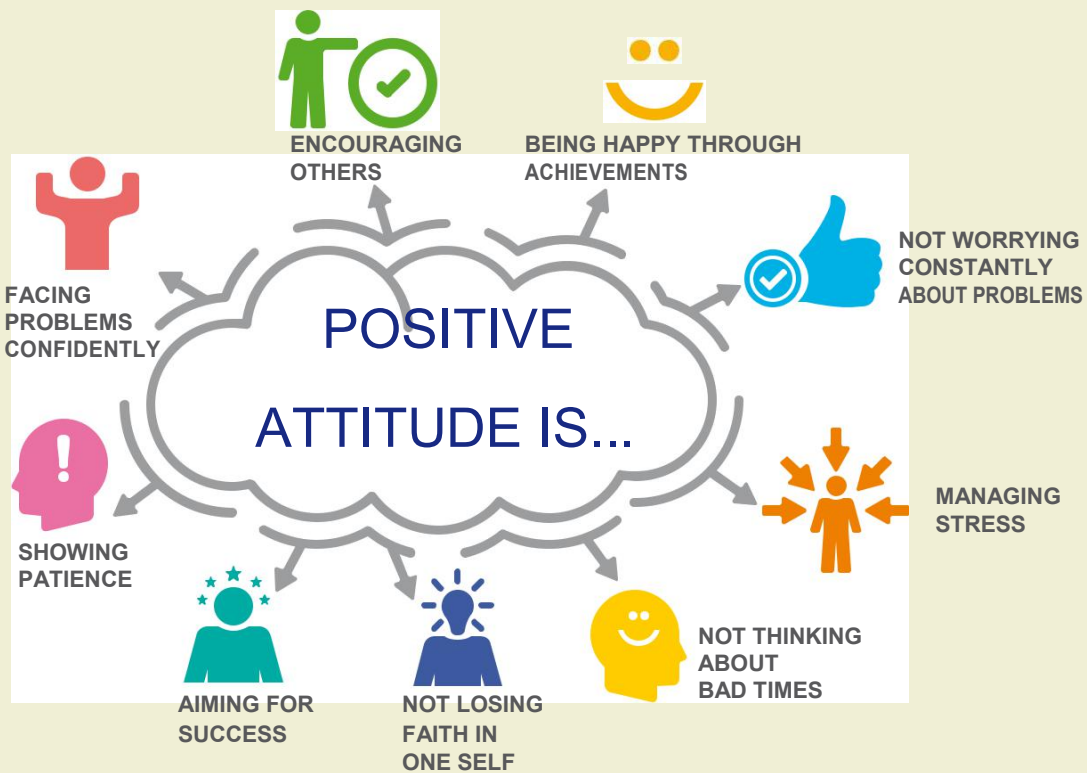 ENCOURAGING
OTHERS
BEING HAPPY THROUGH
ACHIEVEMENTS
NOT WORRYING
CONSTANTLY
ABOUT PROBLEMS
FACING
PROBLEMS
CONFIDENTLY
POSITIVE
ATTITUDE IS...
MANAGING
STRESS
SHOWING
PATIENCE
NOT THINKING
ABOUT
BAD TIMES
AIMING FOR
SUCCESS
NOT LOSING
FAITH IN
ONE SELF